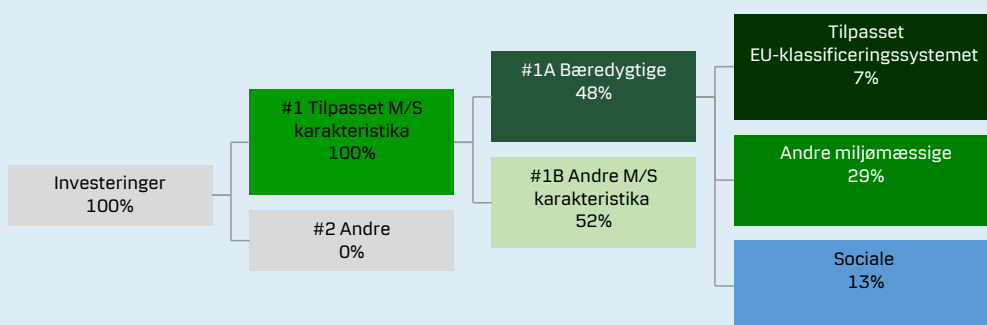 Investeringer
100%
#1 Tilpasset M/S
karakteristika
100%
#2 Andre
0%
#1A Bæredygtige
48%
#1B Andre M/S
karakteristika
52%
Tilpasset
EU-klassificeringssystemet
7%
Andre miljømæssige
29%
Sociale
13%